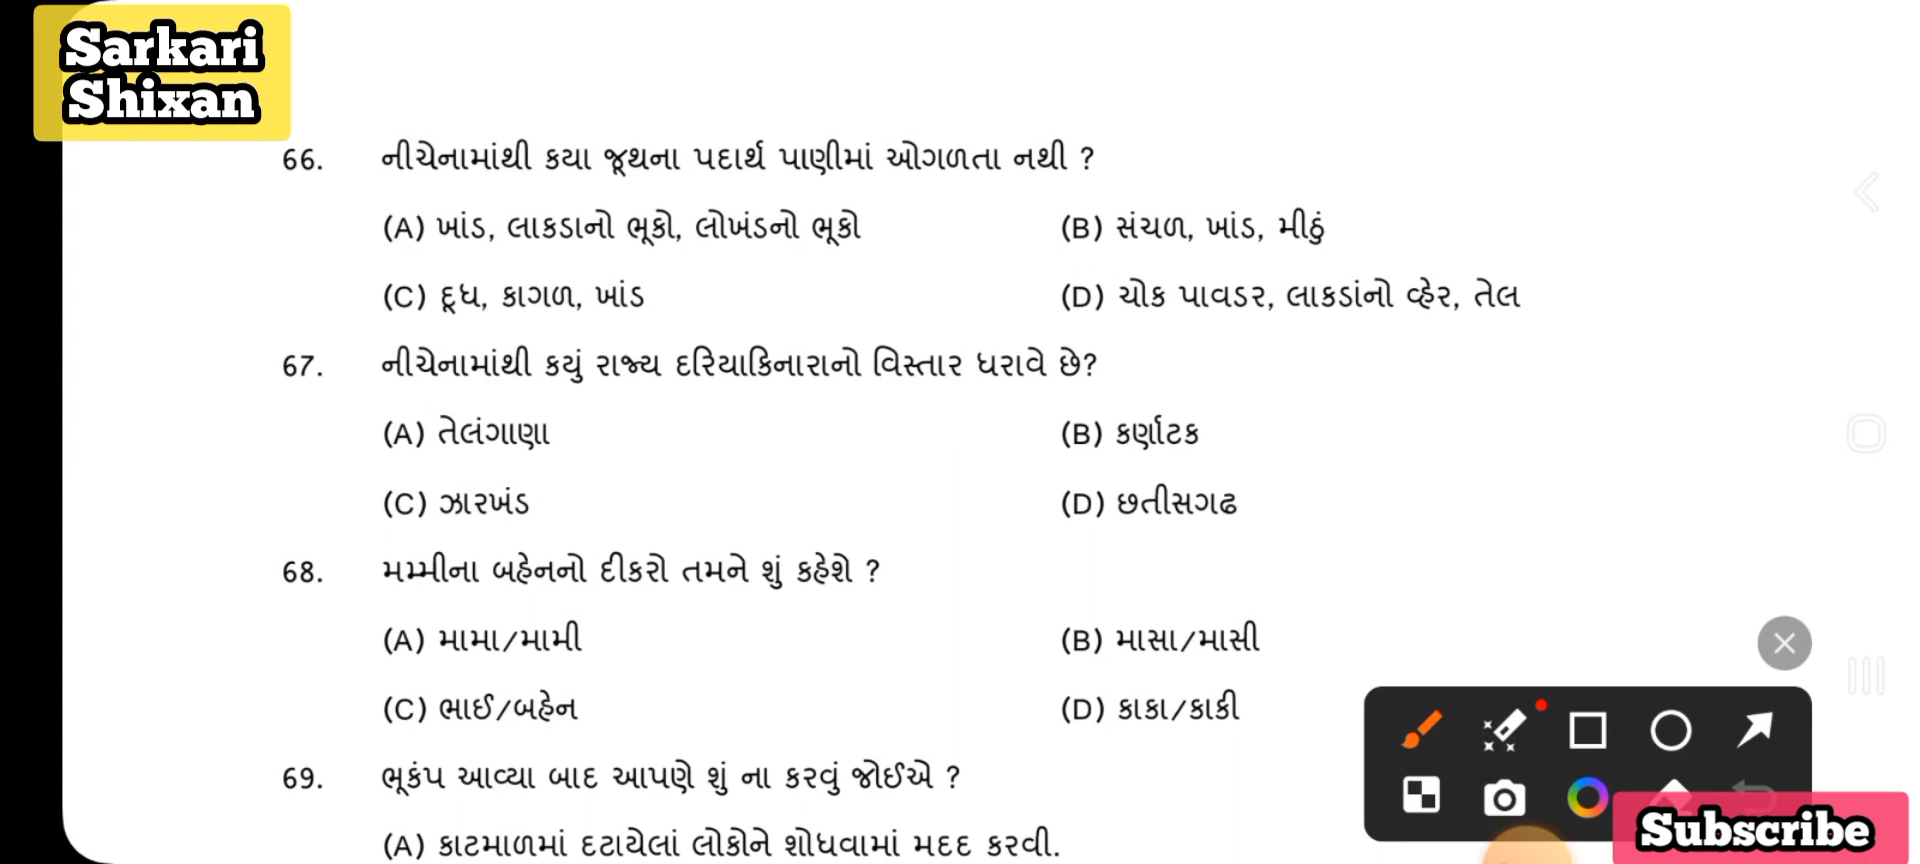 Sarkari
Shixan
66. નીચેનામાંથી કયા જૂથના પદાર્થ પાણીમાં ઓગળતા નથી ?
(A) ખાંડ, લાકડાનો ભૂકો, લોખંડનો ભૂકો (B) સંચળ, ખાંડ, મીઠું
(C) દૂધ, કાગળ, ખાંડ (D) ચોક પાવડર, લાકડાંનો વ્હેર, તેલ
67. નીચેનામાંથી કયું રાજ્ય દરિયાકિનારાનો વિસ્તાર ધરાવે છે?
(A) તેલંગાણા (B) કર્ણાટક
(C) ઝારખંડ (D) છતીસગઢ
68. મમ્મીના બહેનનો દીકરો તમને શું કહેશે ?
(A) મામા/મામી (B) માસા/માસી
(C) ભાઈ/બહેન (D) કાકા/કાકી
69. ભૂકંપ આવ્યા બાદ આપણે શું ના કરવું જોઈએ ?
(A) કાટમાળમાં દટાયેલાં લોકોને શોધવામાં મદદ કરવી.
Subscribe